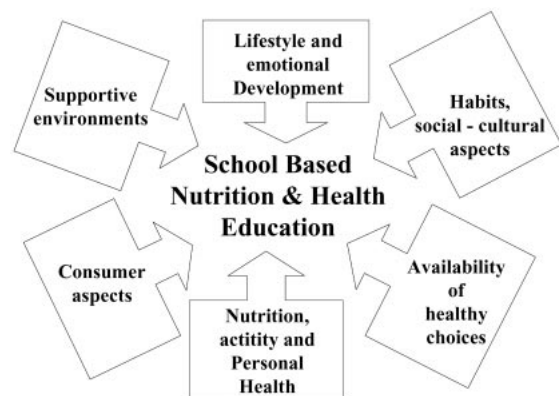 Lifestyle and
emotional
Development
Supportive
environments
Habits,
social - cultural
aspects
School Based
Nutrition & Health
Education
Consumer
aspects
Availability
of
healthy
choices
Nutrition,
actitity and
Personal
Health